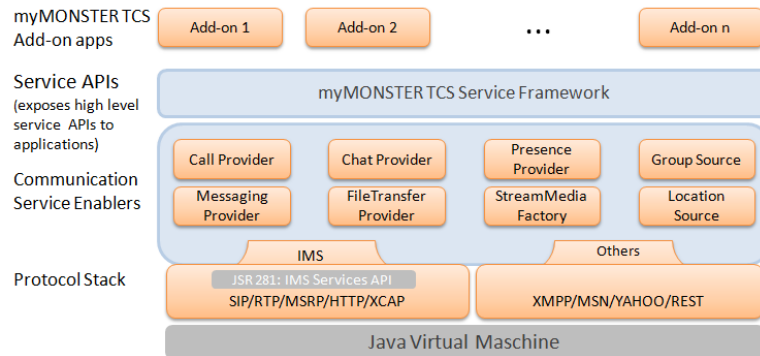 myMONSTER TCS
Add-on apps
Add-on 1
Add-on 2
...
Add-on n
Service APIs
(exposes high level
service APIs to
applications)
myMONSTER TCS Service Framework
Communication
Service Enablers
Call Provider
Chat Provider
Presence
Provider
Group Source
Messaging
Provider
FileTransfer
Provider
StreamMedia
Factory
Location
Source
IMS
Others
Protocol Stack
JSR281: IMS Services API
SIP/RTP/MSRP/HTTP/XCAP
XMPP/MSN/YAHOO/REST
Java Virtual Maschine